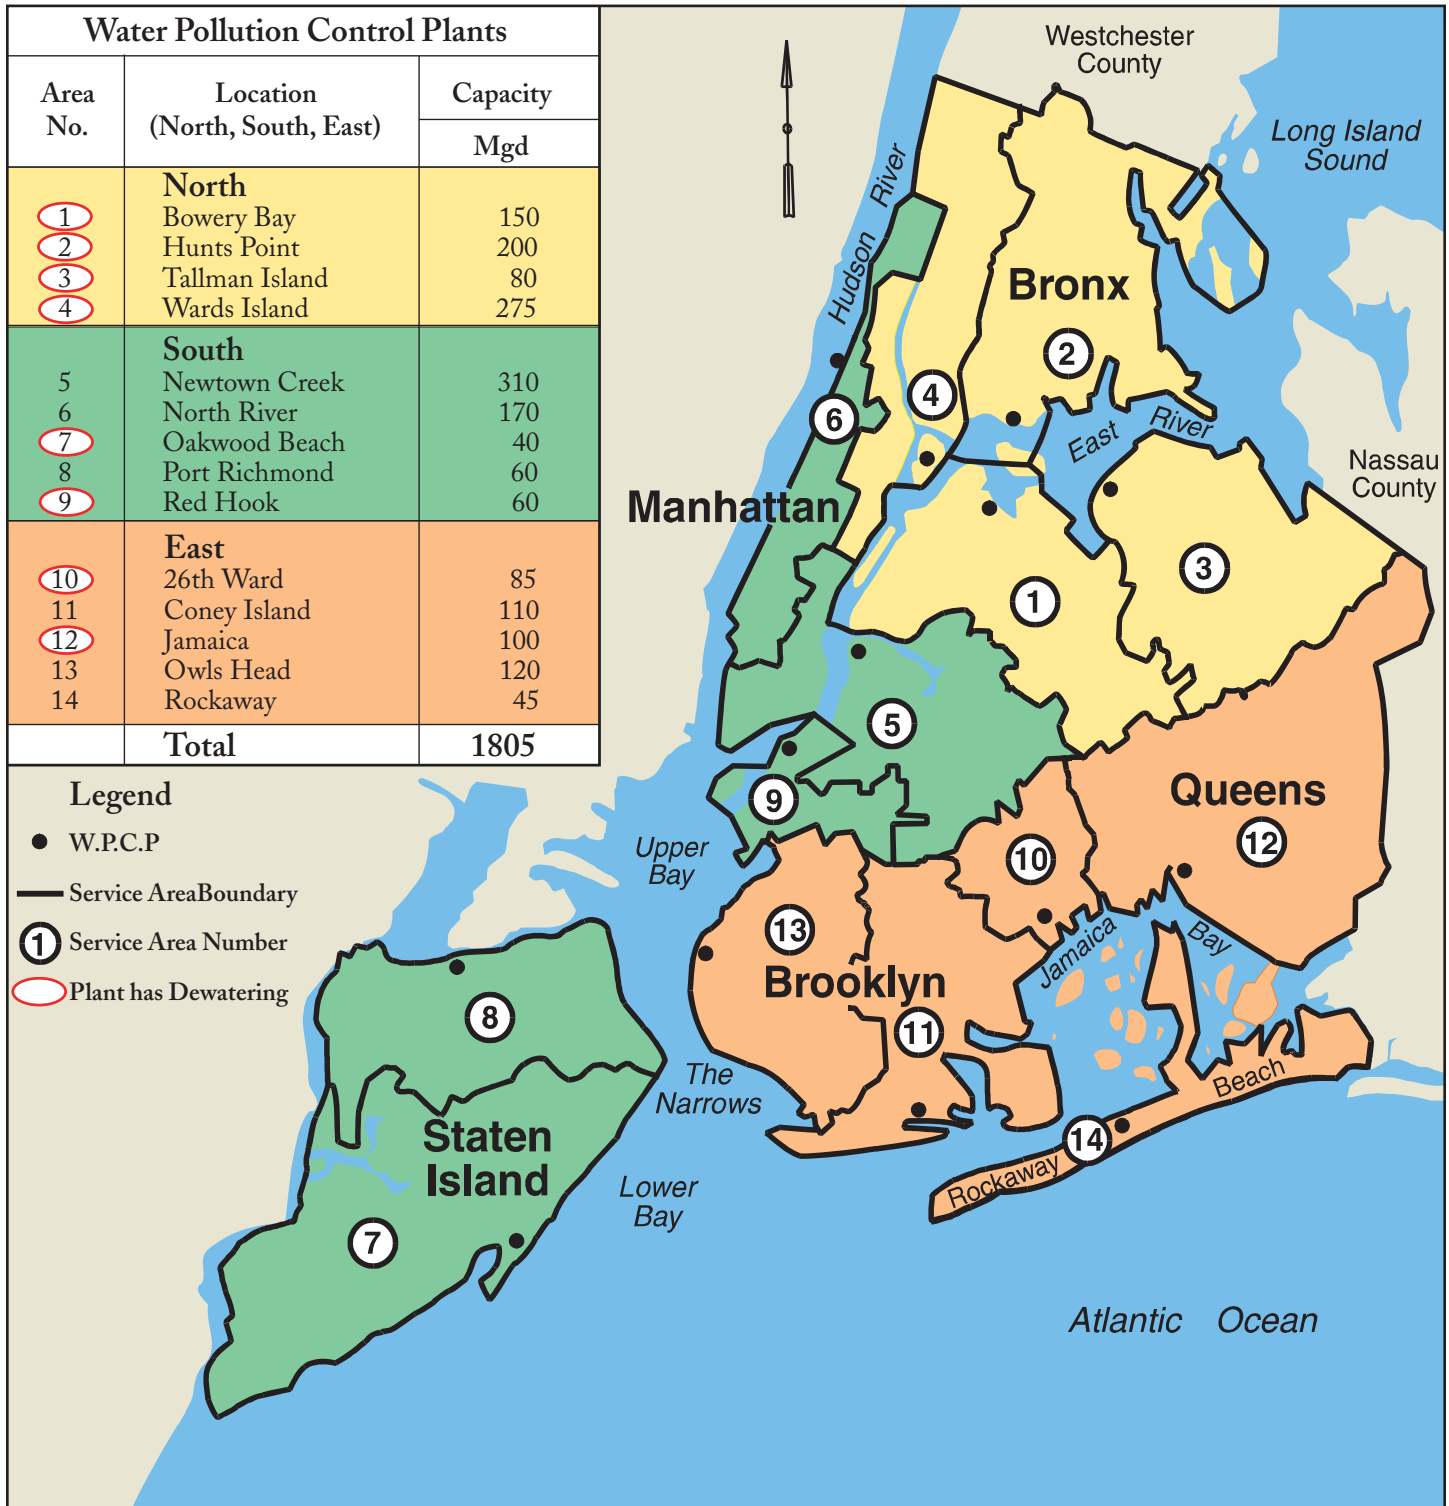 Water Pollution Control Plants
Area No.
Location (North, South, East)
Capacity
Mgd
North
1 Bowery Bay 150
2 Hunts Point 200
3 Tallman Island 80
4 Wards Island 275
South
5 Newtown Creek 310
6 North River 170
7 Oakwood Beach 40
8 Port Richmond 60
9 Red Hook 60
East
10 26th Ward 85
11 Coney Island 110
12 Jamaica 100
13 Owls Head 120
14 Rockaway 45
Total 1805
Legend
W.P.C.P
Service AreaBoundary
1 Service Area Number
Plant has Dewatering
Westchester
County
Long Island
Sound
Hudson River
Bronx
2
4
6
East River
Nassau
County
Manhattan
3
1
5
9
Queens
12
Upper
Bay
10
13
Jamaica Bay
Brooklyn
11
8
The
Narrows
Beach
14
Rockaway
Staten
Island
Lower
Bay
7
Atlantic Ocean